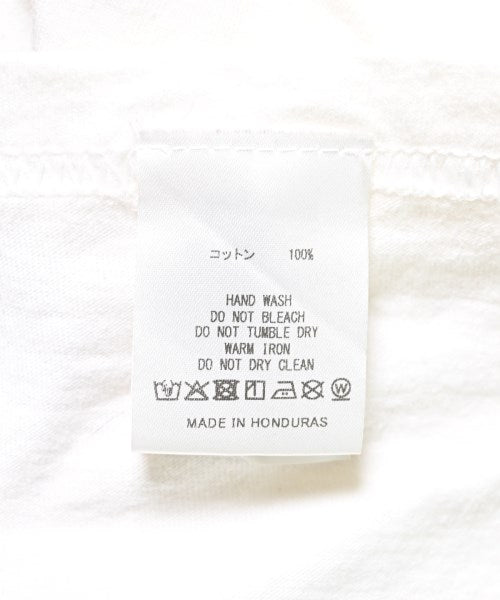 コットン 100%
HAND WASH
DO NOT BLEACH
DO NOT TUMBLE DRY
WARM IRON
DO NOT DRY CLEAN
W
MADE IN HONDURAS